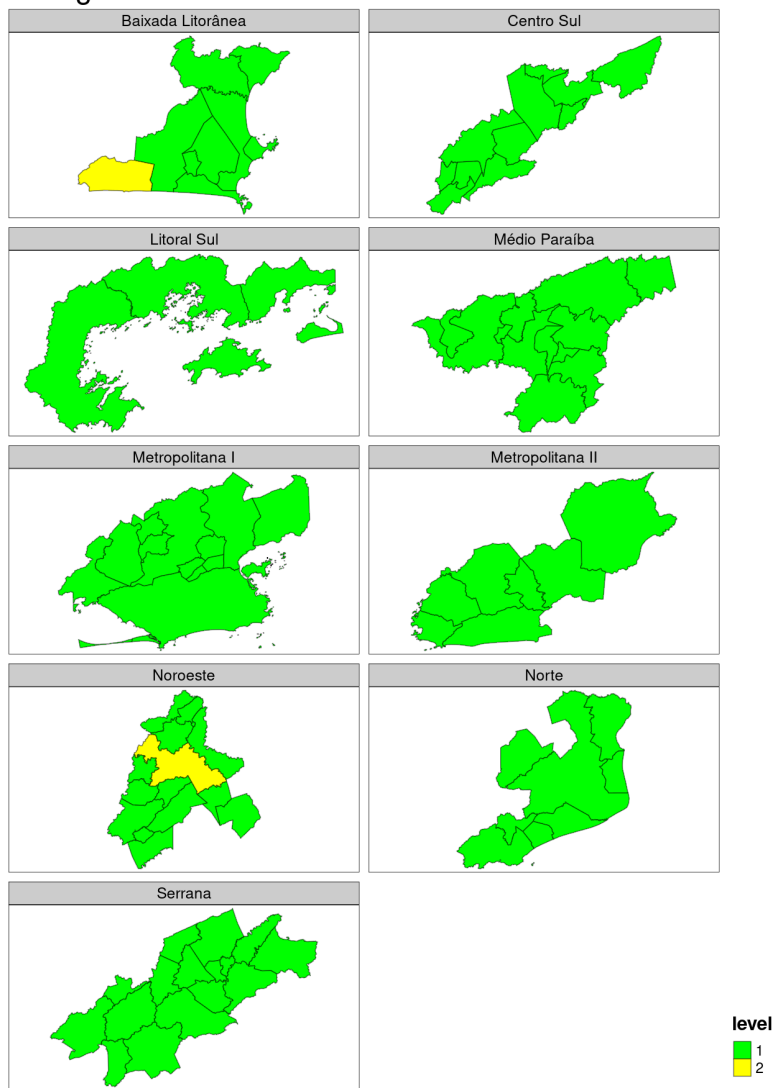 Baixada Litorânea
Centro Sul
Litoral Sul
Médio Paraíba
Metropolitana I
Metropolitana II
Noroeste
Norte
Serrana
level
1
2